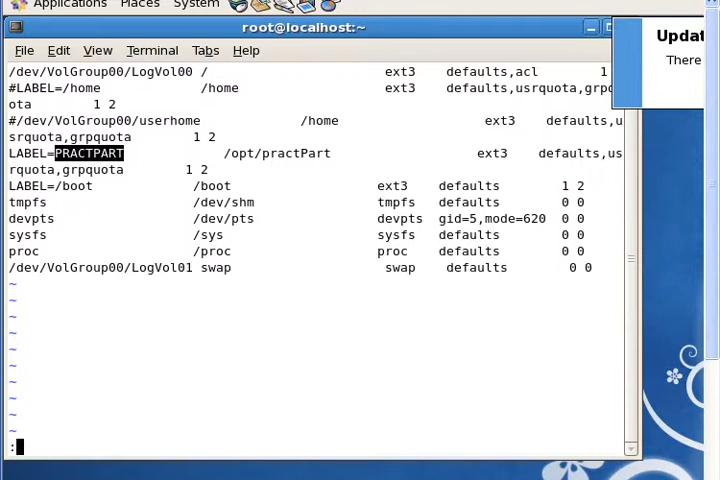 Applications Places System
root@localhost:~
File Edit View Terminal Tabs Help
/dev/VolGroup00/LogVol00 / ext3 defaults,acl 1
#LABEL=/home /home ext3 defaults,usrquota,grpq
ota 1 2
#/dev/VolGroup00/userhome /home ext3 defaults,u
srquota,grpquota 1 2
LABEL=PRACTPART /opt/practPart ext3 defaults,us
rquota,grpquota 1 2
LABEL=/boot /boot ext3 defaults 1 2
tmpfs /dev/shm tmpfs defaults 0 0
devpts /dev/pts devpts gid=5,mode=620 0 0
sysfs /sys sysfs defaults 0 0
proc /proc proc defaults 0 0
/dev/VolGroup00/LogVol01 swap swap defaults 0 0
~
~
~
~
~
~
~
~
~
~
:
Updat
There